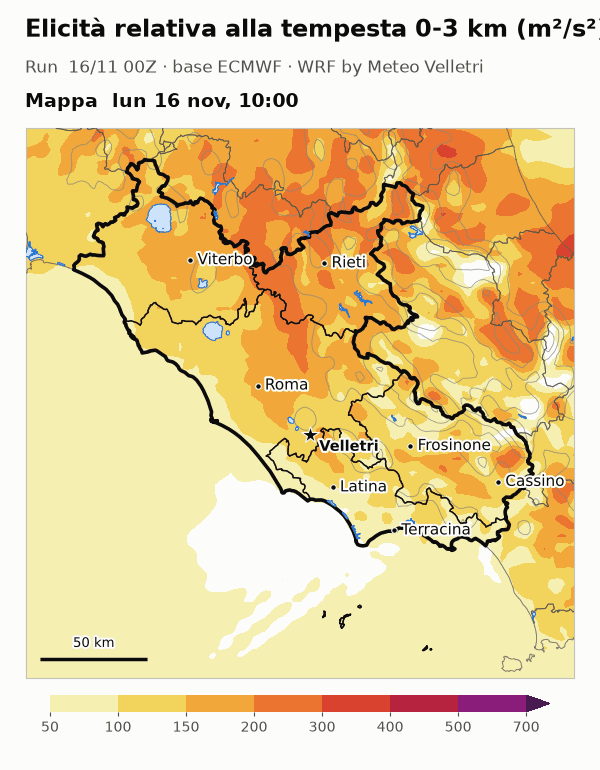 Elicità relativa alla tempesta 0-3 km (m²/s²)
Run  16/11 00Z · base ECMWF · WRF by Meteo Velletri
Mappa  lun 16 nov, 10:00
Viterbo
Rieti
Roma
Velletri
Frosinone
Cassino
Latina
Terracina
50 km
50 100 150 200 300 400 500 700